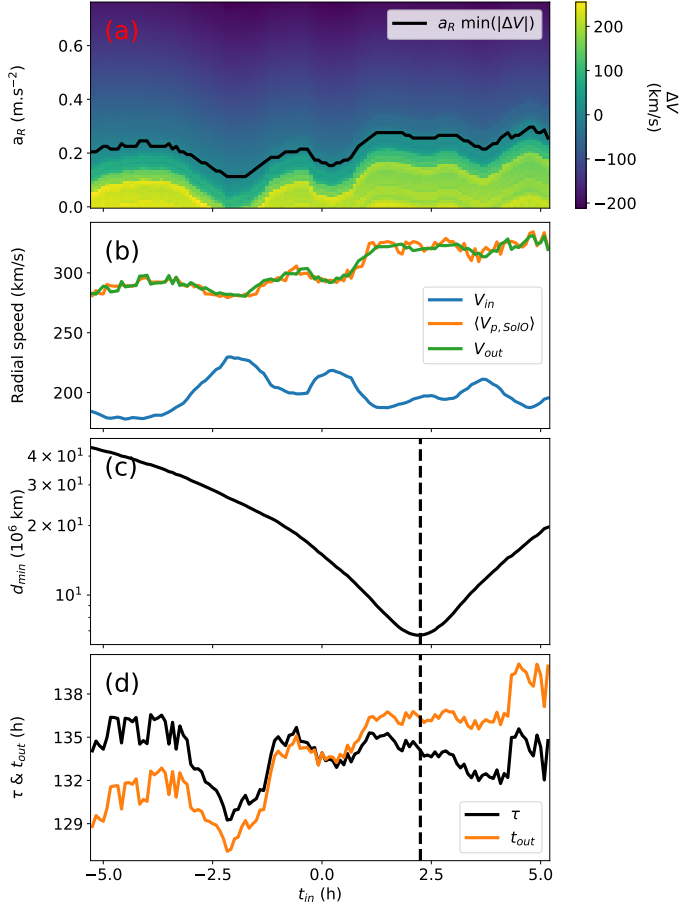 (a)
a_R min(|ΔV|)
0.6
0.4
0.2
0.0
a_R (m.s⁻²)
200
100
0
−100
−200
ΔV
(km/s)
(b)
300
250
200
Radial speed (km/s)
V_in
⟨V_p, SolO⟩
V_out
(c)
4 × 10¹
3 × 10¹
2 × 10¹
10¹
d_min (10⁶ km)
(d)
138
135
132
129
τ & t_out (h)
τ
t_out
−5.0
−2.5
0.0
2.5
5.0
t_in (h)